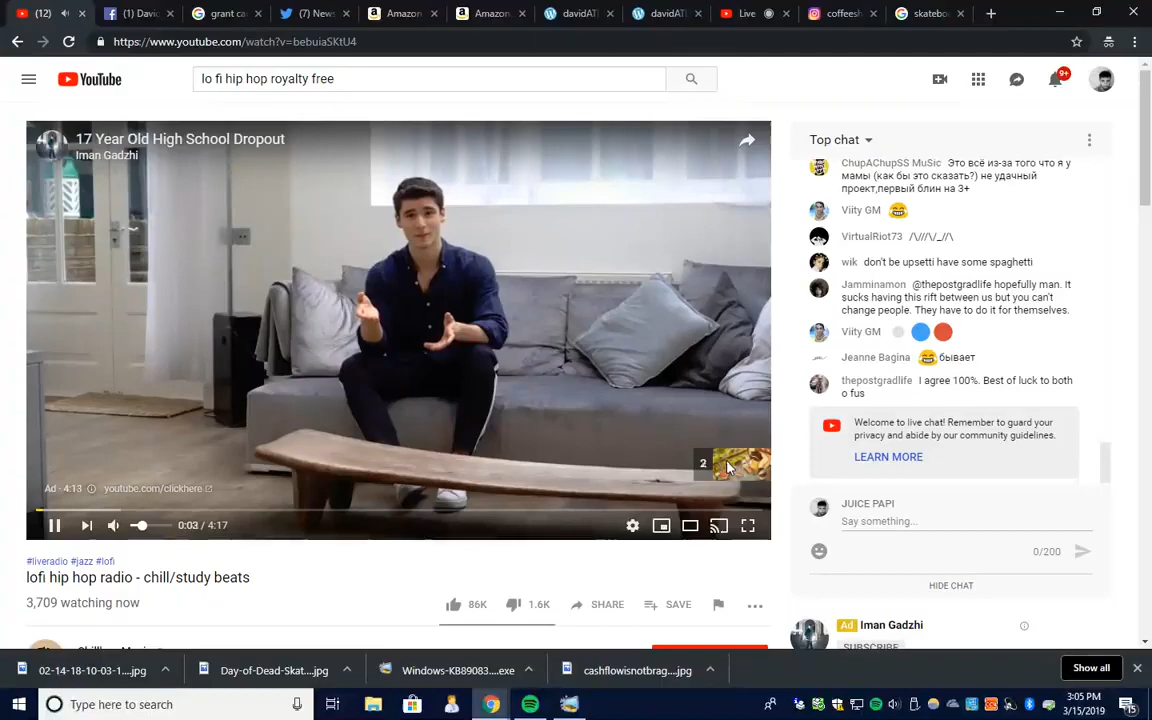 (12)
(1) Davic
grant ca
(7) News
Amazon
Amazon
davidAT
davidAT
Live
coffeesh
skateboa
https://www.youtube.com/watch?v=bebuiaSKtU4
YouTube
lo fi hip hop royalty free
9+
17 Year Old High School Dropout
Iman Gadzhi
2
Ad · 4:13
youtube.com/clickhere
0:03 / 4:17
#liveradio #jazz #lofi
lofi hip hop radio - chill/study beats
3,709 watching now
86K
1.6K
SHARE
SAVE
Top chat
ChupAChupSS MuSic Это всё из-за того что я у
мамы (как бы это сказать?) не удачный
проект,первый блин на 3+
Viity GM
VirtualRiot73 /\///\/_//\
wik don't be upsetti have some spaghetti
Jamminamon @thepostgradlife hopefully man. It
sucks having this rift between us but you can't
change people. They have to do it for themselves.
Viity GM
Jeanne Bagina бывает
thepostgradlife I agree 100%. Best of luck to both
o fus
Welcome to live chat! Remember to guard your
privacy and abide by our community guidelines.
LEARN MORE
JUICE PAPI
Say something...
0/200
HIDE CHAT
Ad Iman Gadzhi
SUBSCRIBE
02-14-18-10-03-1....jpg
Day-of-Dead-Skat....jpg
Windows-KB89083....exe
cashflowisnotbrag....jpg
Show all
Type here to search
3:05 PM
3/15/2019
15